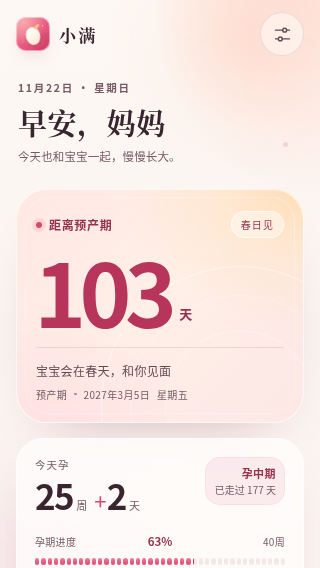 小满
11月22日 · 星期日
早安，妈妈
今天也和宝宝一起，慢慢长大。
距离预产期
春日见
103 天
宝宝会在春天，和你见面
预产期 · 2027年3月5日 星期五
今天孕
25周 +2天
孕中期
已走过 177 天
孕期进度 63% 40周